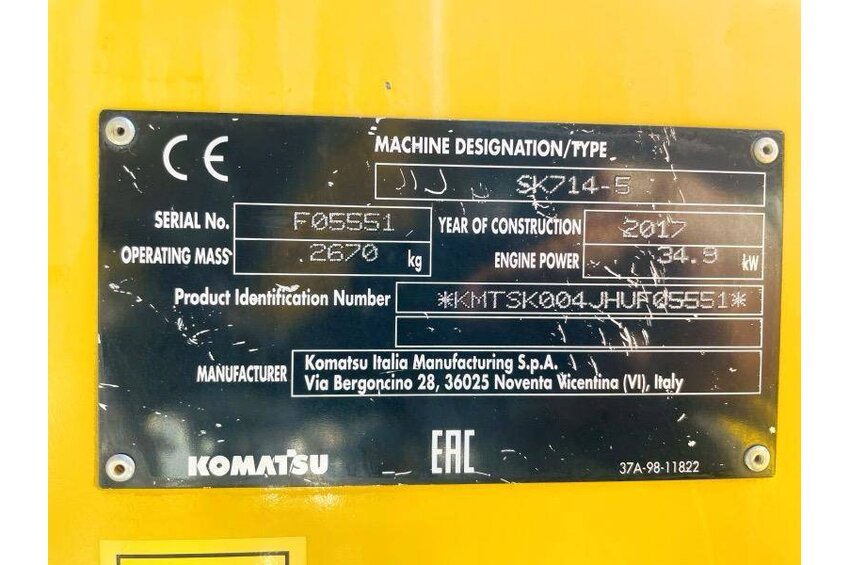 CE
MACHINE DESIGNATION/TYPE
SK714-5
SERIAL No. F05551 YEAR OF CONSTRUCTION 2017
OPERATING MASS 2670 kg ENGINE POWER 34.9 kW
Product Identification Number *KMTSK004JHUF05551*
MANUFACTURER Komatsu Italia Manufacturing S.p.A.
Via Bergoncino 28, 36025 Noventa Vicentina (VI), Italy
KOMATSU EAC 37A-98-11822